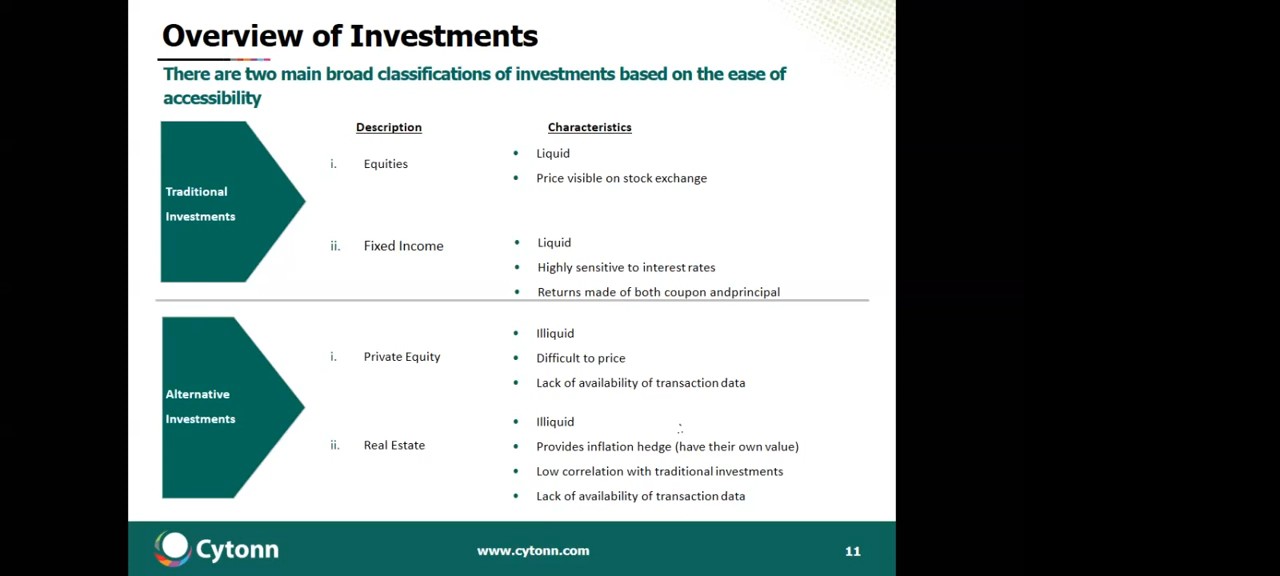 Overview of Investments
There are two main broad classifications of investments based on the ease of
accessibility
Description
Characteristics
Traditional
Investments
i. Equities
• Liquid
• Price visible on stock exchange
ii. Fixed Income
• Liquid
• Highly sensitive to interest rates
• Returns made of both coupon andprincipal
Alternative
Investments
i. Private Equity
• Illiquid
• Difficult to price
• Lack of availability of transaction data
ii. Real Estate
• Illiquid
• Provides inflation hedge (have their own value)
• Low correlation with traditional investments
• Lack of availability of transaction data
Cytonn
www.cytonn.com
11